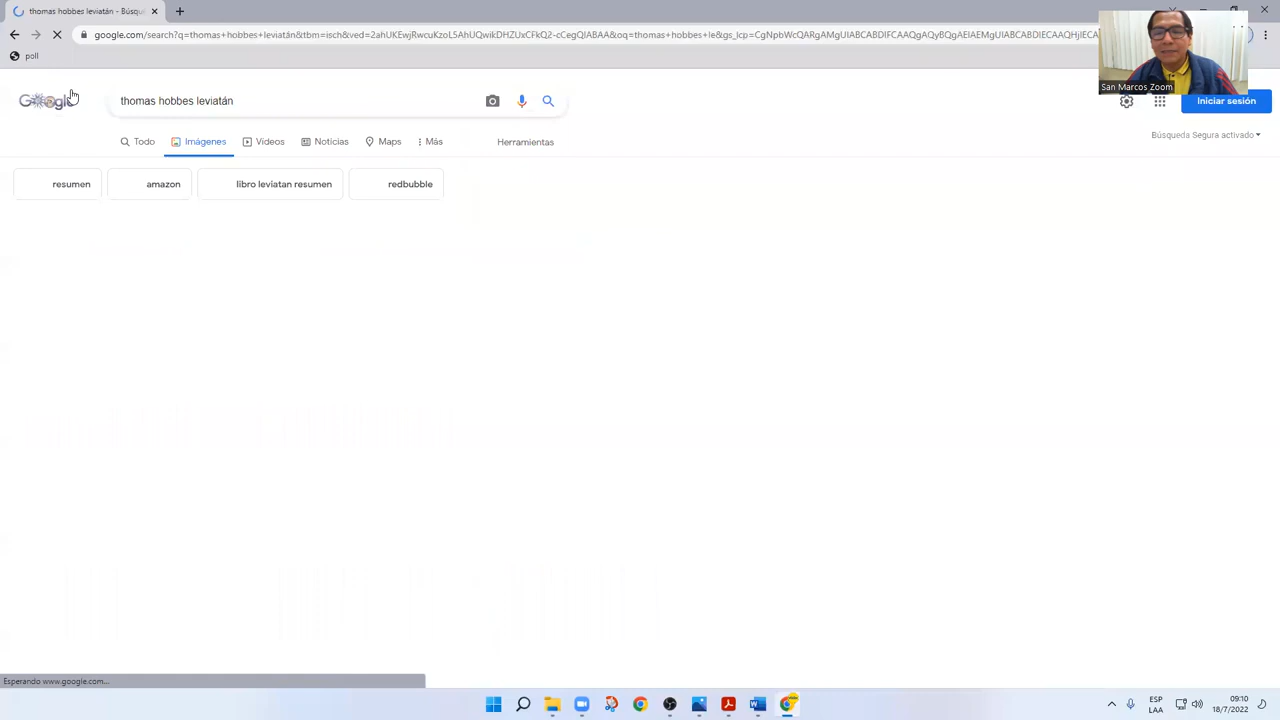 thomas hobbes leviatán - Búsqu
google.com/search?q=thomas+hobbes+leviatán&tbm=isch&ved=
poll
Google
thomas hobbes leviatán
Iniciar sesión
Todo
Imágenes
Videos
Noticias
Maps
Más
Herramientas
Búsqueda Segura activado
resumen
amazon
libro leviatan resumen
redbubble
San Marcos Zoom
Esperando www.google.com...
ESP
LAA
09:10
18/7/2022